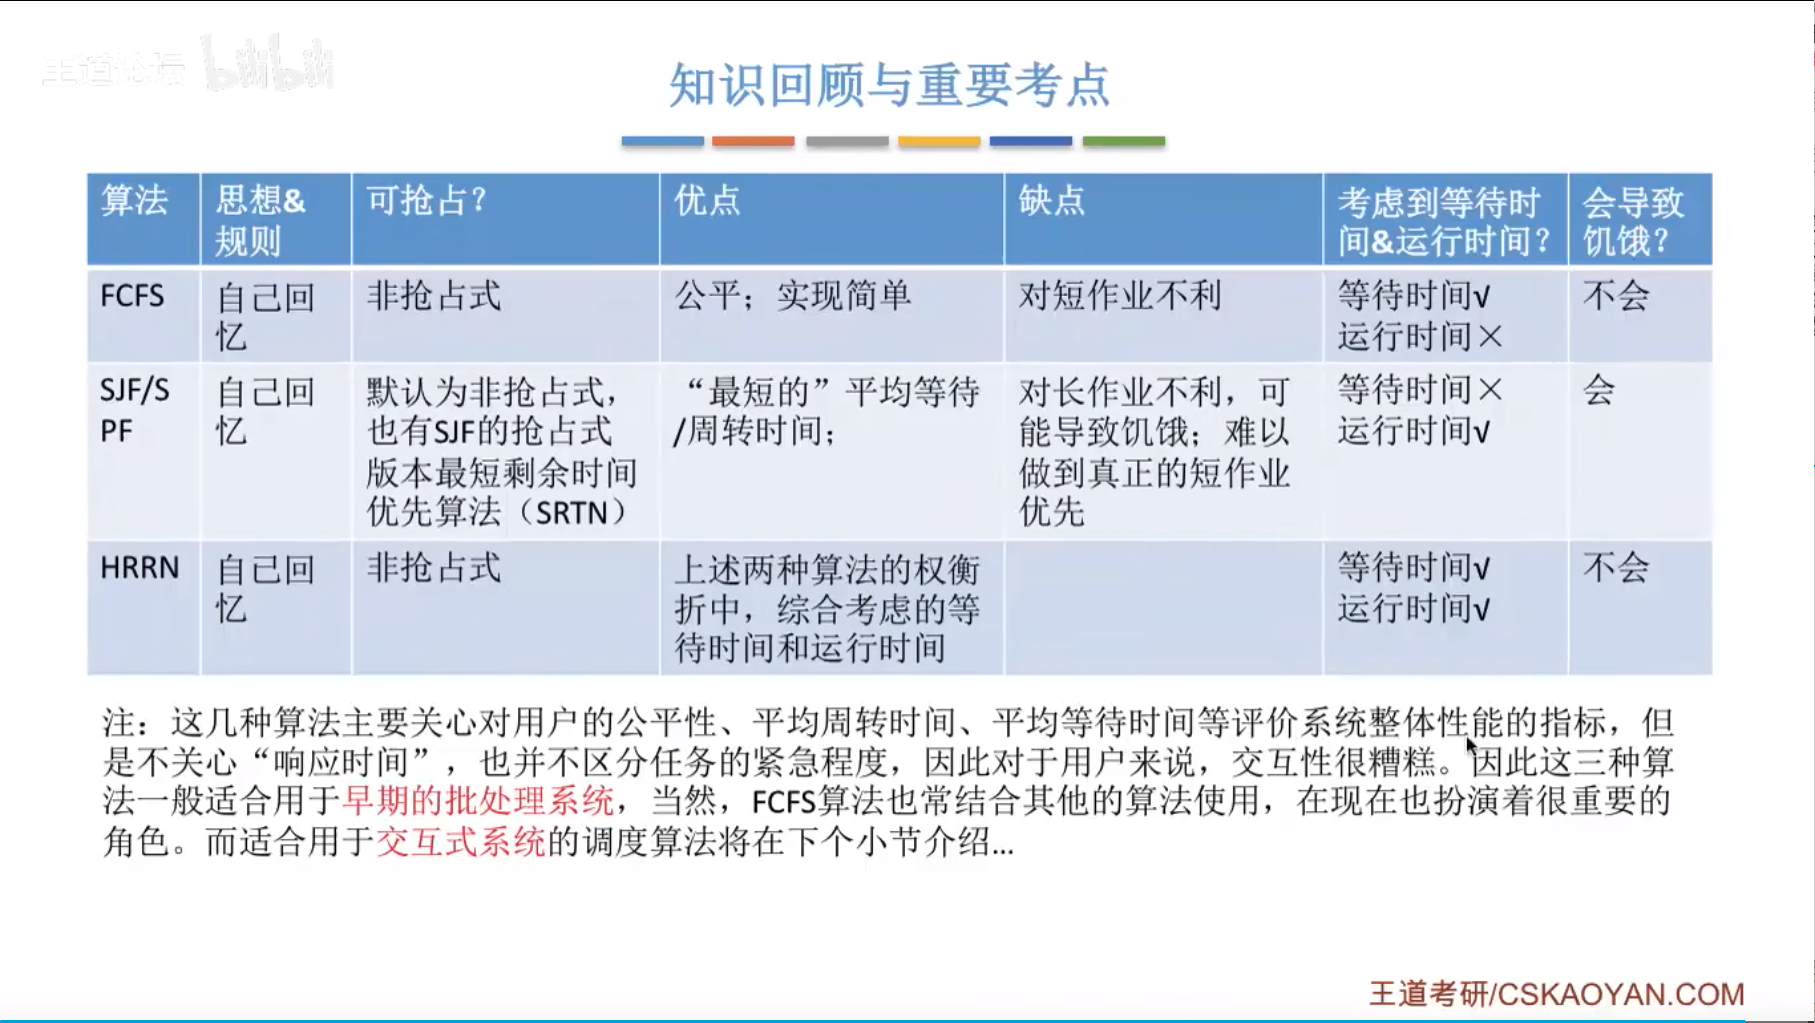 王道论坛 bilibili
知识回顾与重要考点
算法 思想& 可抢占? 优点 缺点 考虑到等待时 会导致
规则 间&运行时间? 饥饿?
FCFS 自己回 非抢占式 公平；实现简单 对短作业不利 等待时间√ 不会
忆 运行时间×
SJF/S 自己回 默认为非抢占式， “最短的”平均等待 对长作业不利，可 等待时间× 会
PF 忆 也有SJF的抢占式 /周转时间； 能导致饥饿；难以 运行时间√
版本最短剩余时间 做到真正的短作业
优先算法（SRTN） 优先
HRRN 自己回 非抢占式 上述两种算法的权衡 等待时间√ 不会
忆 折中，综合考虑的等 运行时间√
待时间和运行时间
注：这几种算法主要关心对用户的公平性、平均周转时间、平均等待时间等评价系统整体性能的指标，但
是不关心“响应时间”，也并不区分任务的紧急程度，因此对于用户来说，交互性很糟糕。因此这三种算
法一般适合用于早期的批处理系统，当然，FCFS算法也常结合其他的算法使用，在现在也扮演着很重要的
角色。而适合用于交互式系统的调度算法将在下个小节介绍...
王道考研/CSKAOYAN.COM